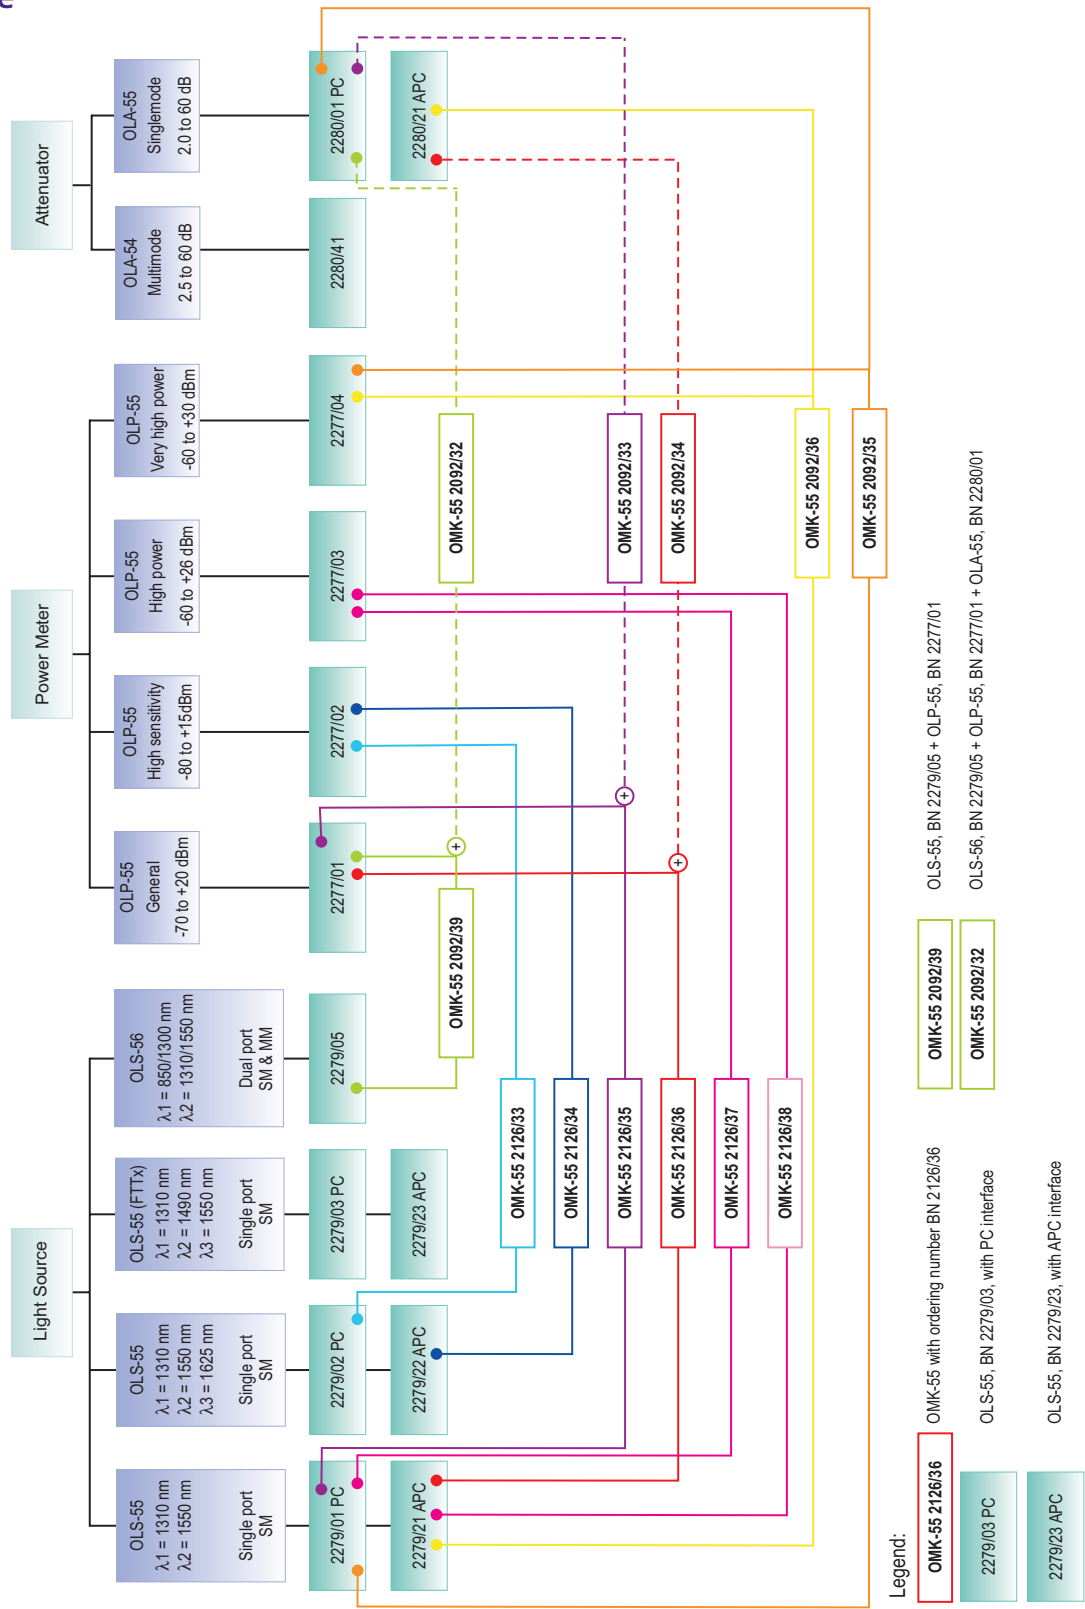 Light Source
Power Meter
Attenuator
OLS-55
λ1 = 1310 nm
λ2 = 1550 nm
Single port
SM
OLS-55
λ1 = 1310 nm
λ2 = 1550 nm
λ3 = 1625 nm
Single port
SM
OLS-55 (FTTx)
λ1 = 1310 nm
λ2 = 1490 nm
λ3 = 1550 nm
Single port
SM
OLS-56
λ1 = 850/1300 nm
λ2 = 1310/1550 nm
Dual port
SM & MM
OLP-55
General
-70 to +20 dBm
OLP-55
High sensitivity
-80 to +15dBm
OLP-55
High power
-60 to +26 dBm
OLP-55
Very high power
-60 to +30 dBm
OLA-54
Multimode
2.5 to 60 dB
OLA-55
Singlemode
2.0 to 60 dB
2279/01 PC
2279/02 PC
2279/03 PC
2279/05
2277/01
2277/02
2277/03
2277/04
2280/41
2280/01 PC
2279/21 APC
2279/22 APC
2279/23 APC
2280/21 APC
OMK-55 2092/39
+
OMK-55 2092/32
OMK-55 2126/33
OMK-55 2126/34
OMK-55 2126/35
+
OMK-55 2092/33
OMK-55 2126/36
+
OMK-55 2092/34
OMK-55 2126/37
OMK-55 2126/38
OMK-55 2092/36
OMK-55 2092/35
Legend:
OMK-55 2126/36
OMK-55 with ordering number BN 2126/36
2279/03 PC
OLS-55, BN 2279/03, with PC interface
2279/23 APC
OLS-55, BN 2279/23, with APC interface
OMK-55 2092/39
OLS-55, BN 2279/05 + OLP-55, BN 2277/01
OMK-55 2092/32
OLS-56, BN 2279/05 + OLP-55, BN 2277/01 + OLA-55, BN 2280/01